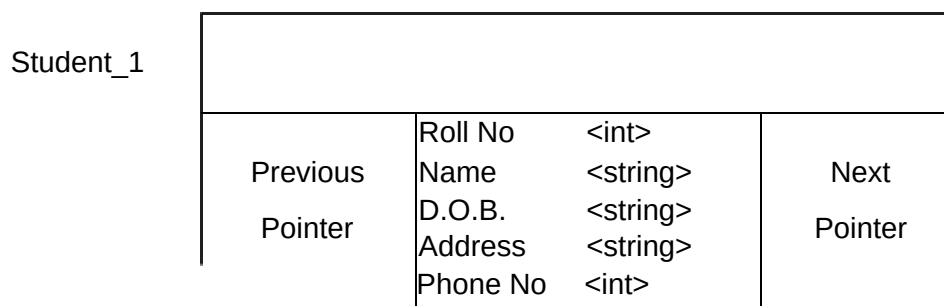 Student_1
Previous
Pointer
Roll No <int>
Name <string>
D.O.B. <string>
Address <string>
Phone No <int>
Next
Pointer